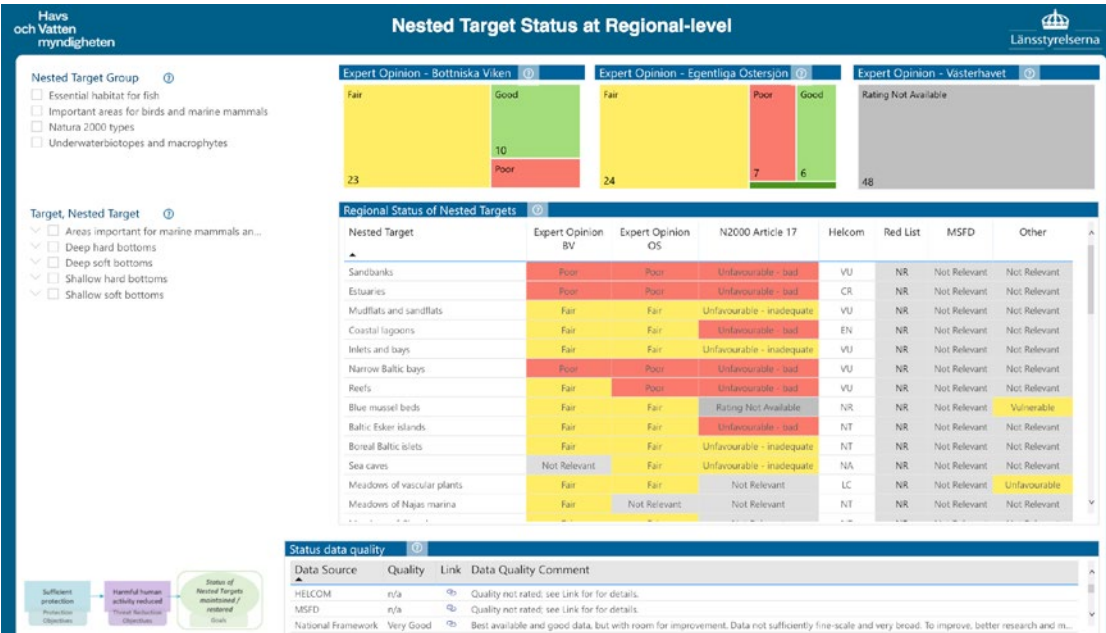 Havs
och Vatten
myndigheten
Nested Target Status at Regional-level
Länsstyrelserna
Nested Target Group
Essential habitat for fish
Important areas for birds and marine mammals
Natura 2000 types
Underwaterbiotopes and macrophytes
Target, Nested Target
Areas important for marine mammals an...
Deep hard bottoms
Deep soft bottoms
Shallow hard bottoms
Shallow soft bottoms
Expert Opinion - Bottniska Viken
Fair
Good
10
Poor
23
Expert Opinion - Egentliga Ostersjön
Fair
Poor
Good
24
7
6
Expert Opinion - Västerhavet
Rating Not Available
48
Regional Status of Nested Targets
Nested Target Expert Opinion BV Expert Opinion OS N2000 Article 17 Helcom Red List MSFD Other
Sandbanks Poor Poor Unfavourable - bad VU NR Not Relevant Not Relevant
Estuaries Poor Poor Unfavourable - bad CR NR Not Relevant Not Relevant
Mudflats and sandflats Fair Fair Unfavourable - inadequate VU NR Not Relevant Not Relevant
Coastal lagoons Fair Fair Unfavourable - bad EN NR Not Relevant Not Relevant
Inlets and bays Fair Fair Unfavourable - inadequate VU NR Not Relevant Not Relevant
Narrow Baltic bays Poor Poor Unfavourable - bad VU NR Not Relevant Not Relevant
Reefs Fair Poor Unfavourable - bad VU NR Not Relevant Not Relevant
Blue mussel beds Fair Fair Rating Not Available NR NR Not Relevant Vulnerable
Baltic Esker islands Fair Fair Unfavourable - bad NT NR Not Relevant Not Relevant
Boreal Baltic islets Fair Fair Unfavourable - inadequate NT NR Not Relevant Not Relevant
Sea caves Not Relevant Fair Unfavourable - inadequate NA NR Not Relevant Not Relevant
Meadows of vascular plants Fair Fair Not Relevant LC NR Not Relevant Unfavourable
Meadows of Najas marina Fair Not Relevant Not Relevant NT NR Not Relevant Not Relevant
Status data quality
Data Source Quality Link Data Quality Comment
HELCOM n/a Quality not rated; see Link for for details.
MSFD n/a Quality not rated; see Link for for details.
National Framework Very Good Best available and good data, but with room for improvement. Data not sufficiently fine-scale and very broad. To improve, better research and m...
Sufficient
protection
Protection
Objectives
Harmful human
activity reduced
Threat Reduction
Objectives
Status of
Nested Targets
maintained /
restored
Goals